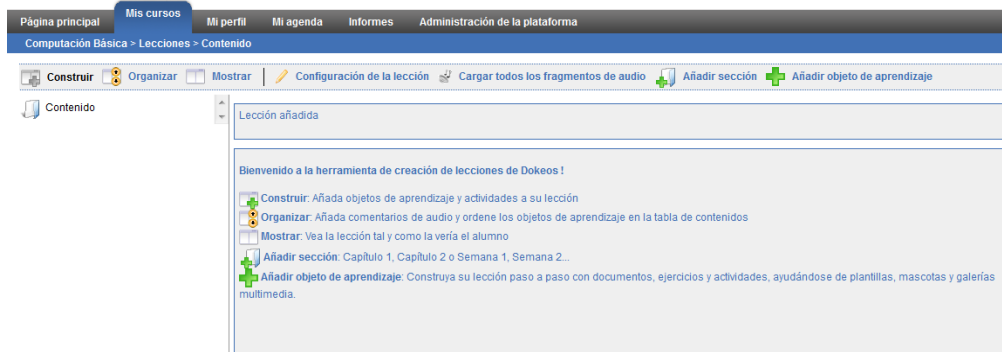 Página principal Mis cursos Mi perfil Mi agenda Informes Administración de la plataforma
Computación Básica > Lecciones > Contenido
Construir Organizar Mostrar Configuración de la lección Cargar todos los fragmentos de audio Añadir sección Añadir objeto de aprendizaje
Contenido
Lección añadida
Bienvenido a la herramienta de creación de lecciones de Dokeos !
Construir: Añada objetos de aprendizaje y actividades a su lección
Organizar: Añada comentarios de audio y ordene los objetos de aprendizaje en la tabla de contenidos
Mostrar: Vea la lección tal y como la vería el alumno
Añadir sección: Capítulo 1, Capítulo 2 o Semana 1, Semana 2...
Añadir objeto de aprendizaje: Construya su lección paso a paso con documentos, ejercicios y actividades, ayudándose de plantillas, mascotas y galerías
multimedia.